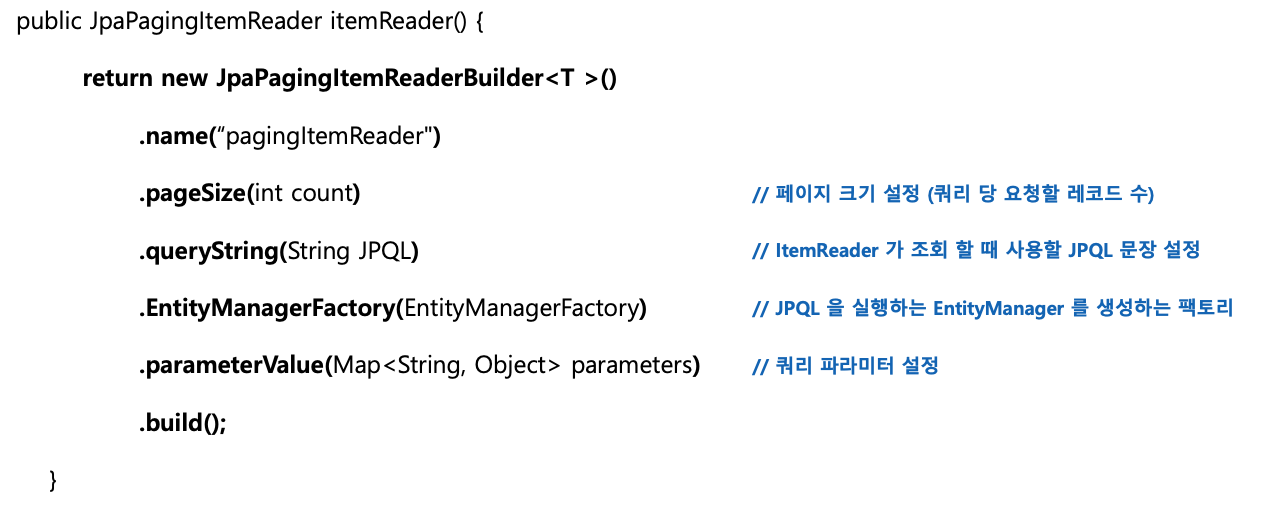 public JpaPagingItemReader itemReader() {
return new JpaPagingItemReaderBuilder<T >()
.name(“pagingItemReader")
.pageSize(int count) // 페이지 크기 설정 (쿼리 당 요청할 레코드 수)
.queryString(String JPQL) // ItemReader 가 조회 할 때 사용할 JPQL 문장 설정
.EntityManagerFactory(EntityManagerFactory) // JPQL 을 실행하는 EntityManager 를 생성하는 팩토리
.parameterValue(Map<String, Object> parameters) // 쿼리 파라미터 설정
.build();
}